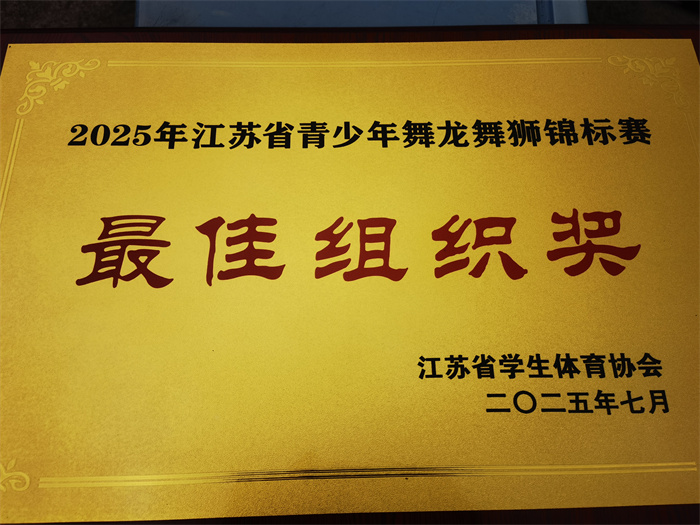 2025年江苏省青少年舞龙舞狮锦标赛
最佳组织奖
江苏省学生体育协会
二〇二五年七月